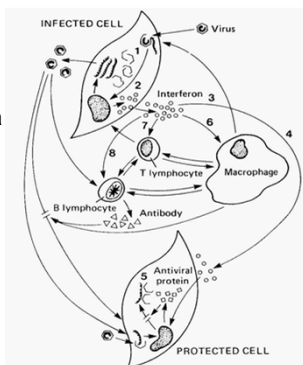 INFECTED CELL
Virus
1
2
Interferon
3
7
6
4
8
T lymphocyte
Macrophage
B lymphocyte
Antibody
5
Antiviral
protein
PROTECTED CELL